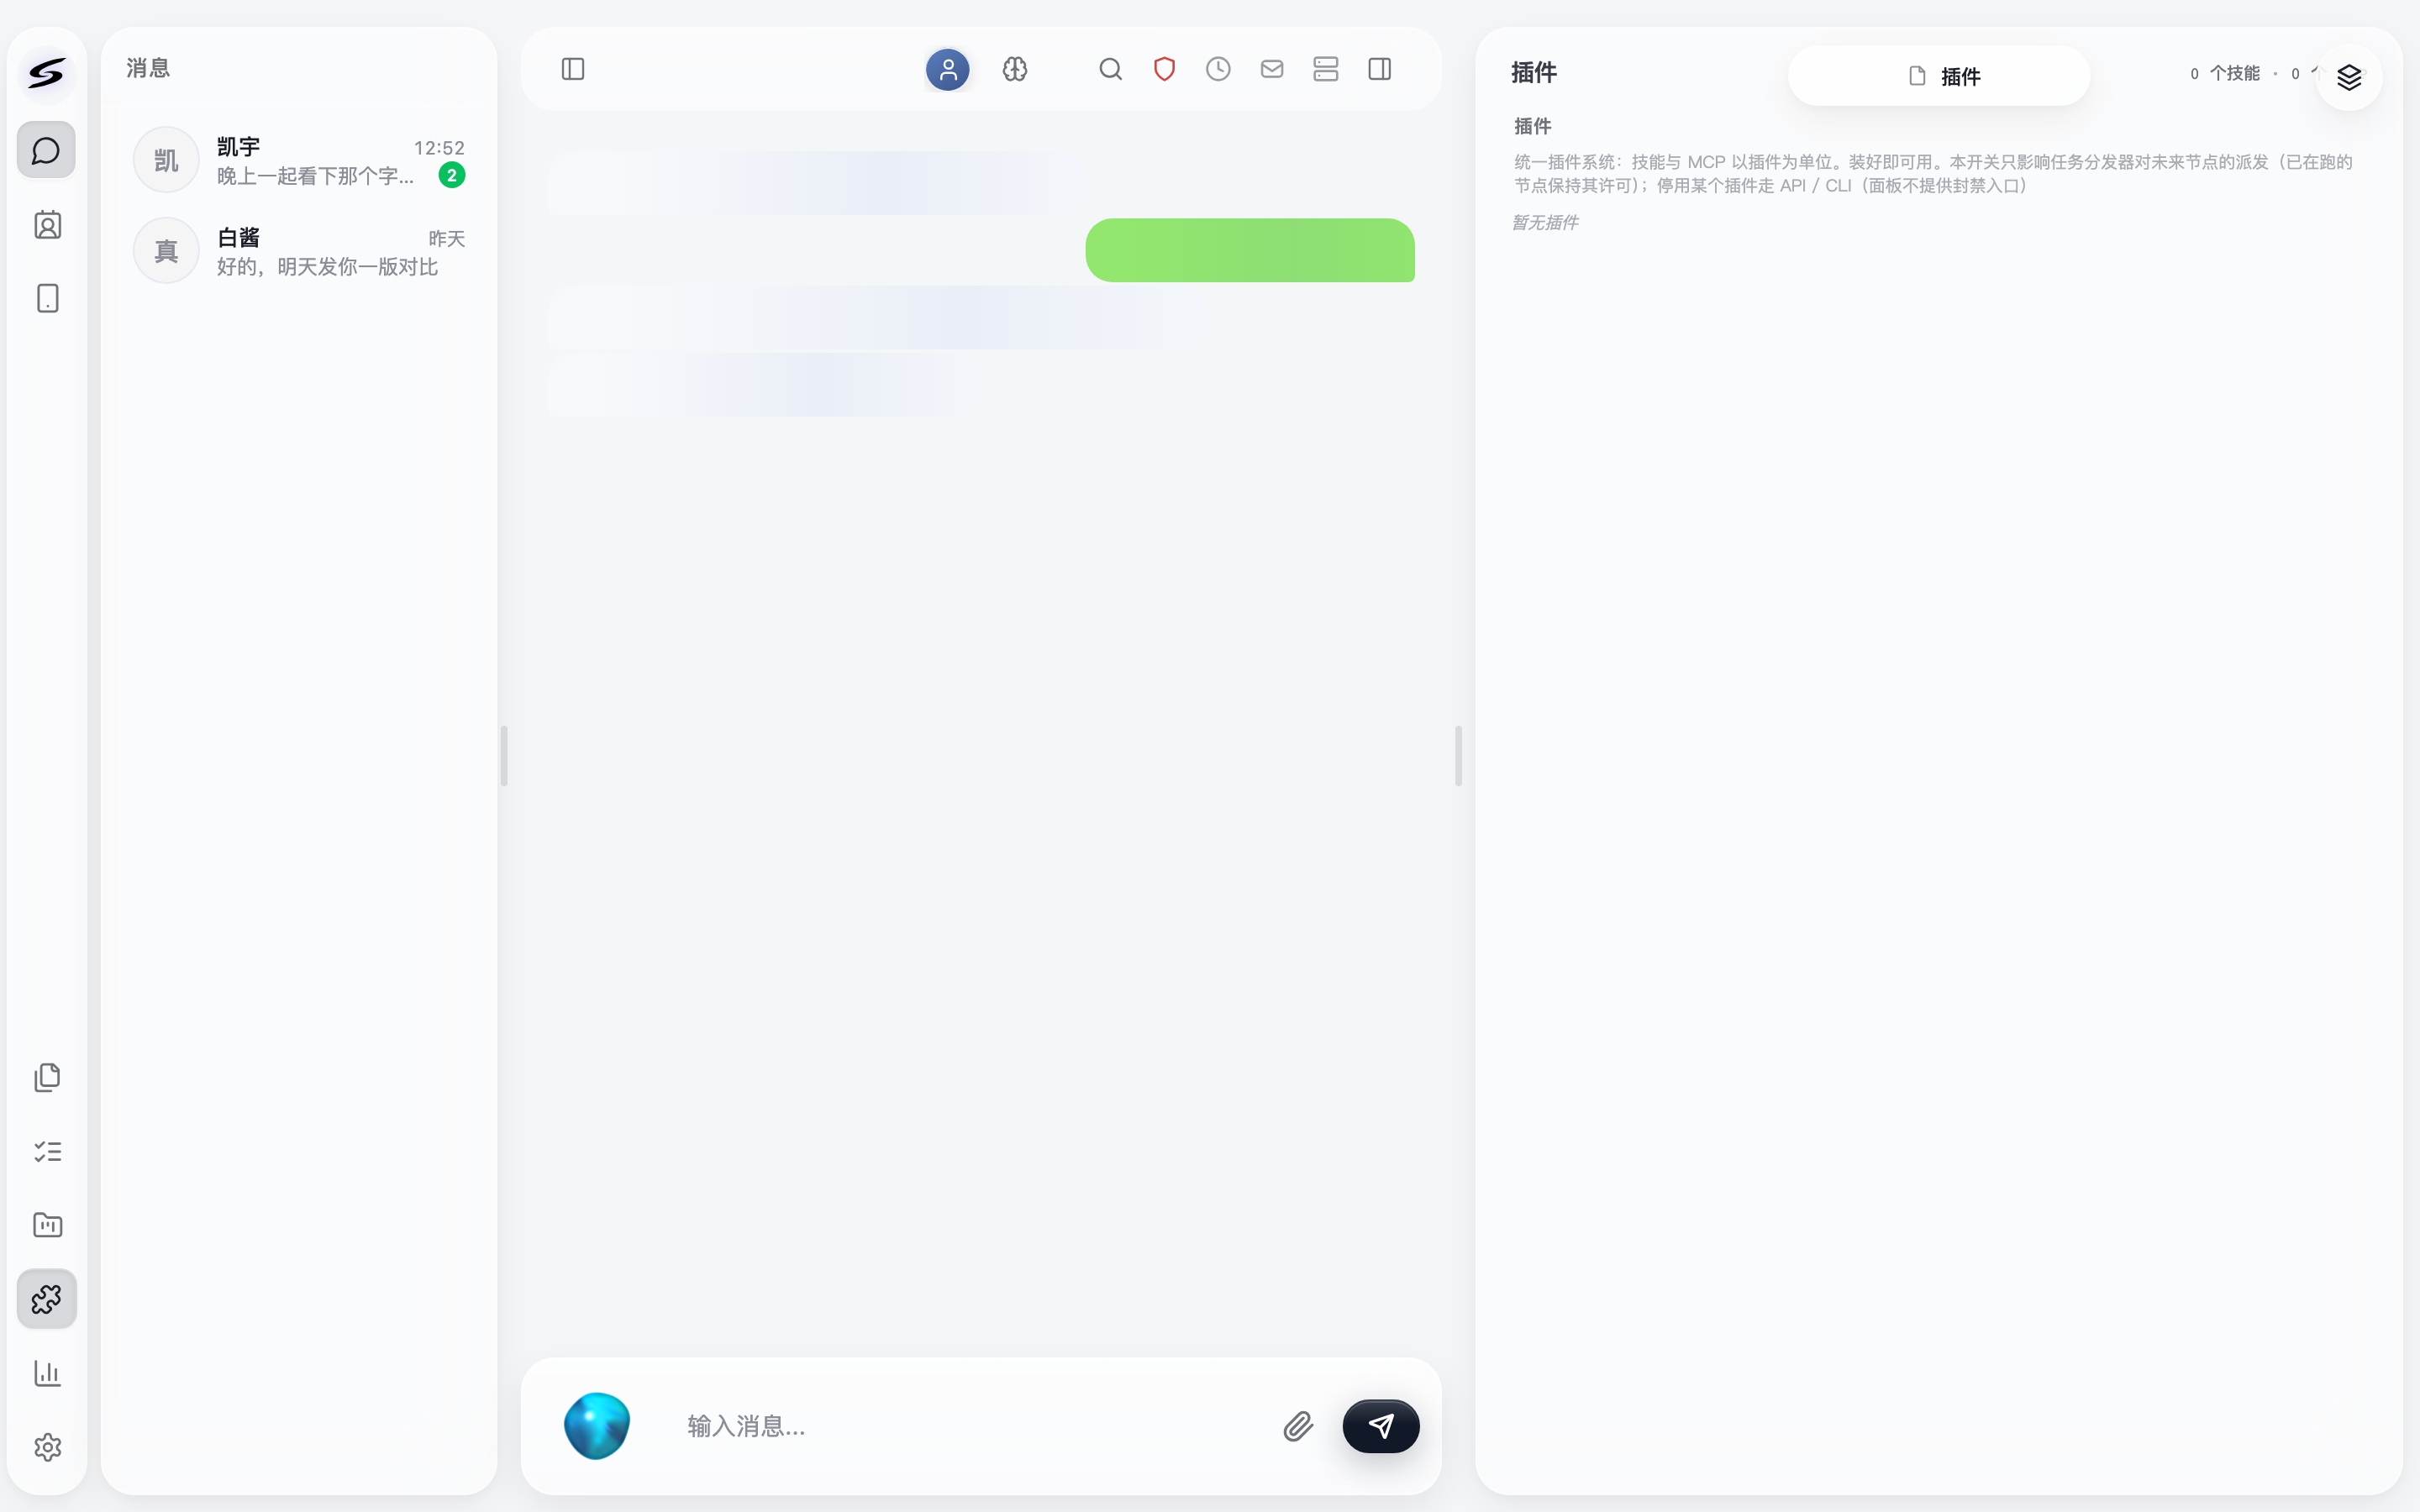 消息
凯
凯宇
12:52
晚上一起看下那个字...
2
真
白酱
昨天
好的，明天发你一版对比
输入消息...
插件
插件
0 个技能 · 0
插件
统一插件系统：技能与 MCP 以插件为单位。装好即可用。本开关只影响任务分发器对未来节点的派发（已在跑的
节点保持其许可）；停用某个插件走 API / CLI（面板不提供封禁入口）
暂无插件